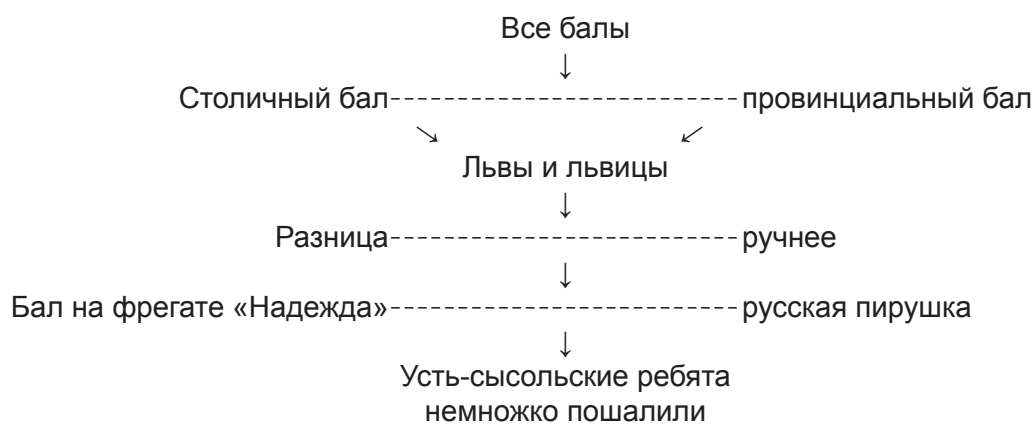 Все балы
↓
Столичный бал--------------------------провинциальный бал
↘ ↙
Львы и львицы
↓
Разница--------------------------ручнее
↓
Бал на фрегате «Надежда»--------------------------русская пирушка
↓
Усть-сысольские ребята
немножко пошалили